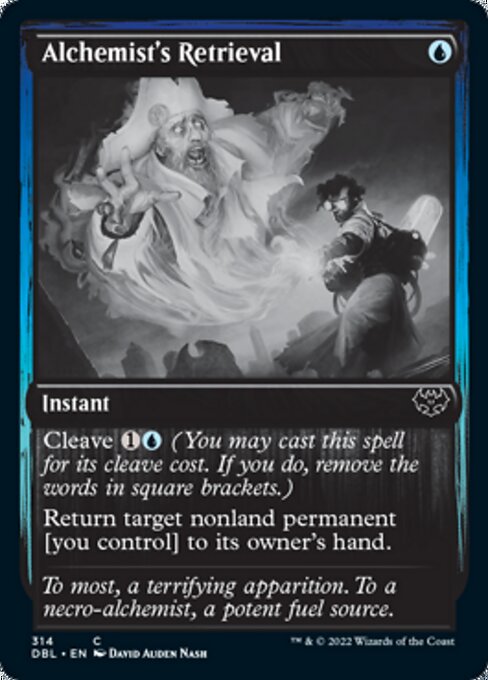 Alchemist's Retrieval
Instant
Cleave 1 (You may cast this spell
for its cleave cost. If you do, remove the
words in square brackets.)
Return target nonland permanent
[you control] to its owner's hand.
To most, a terrifying apparition. To a
necro-alchemist, a potent fuel source.
314 C
DBL • EN DAVID AUDEN NASH
™ & © 2022 Wizards of the Coast